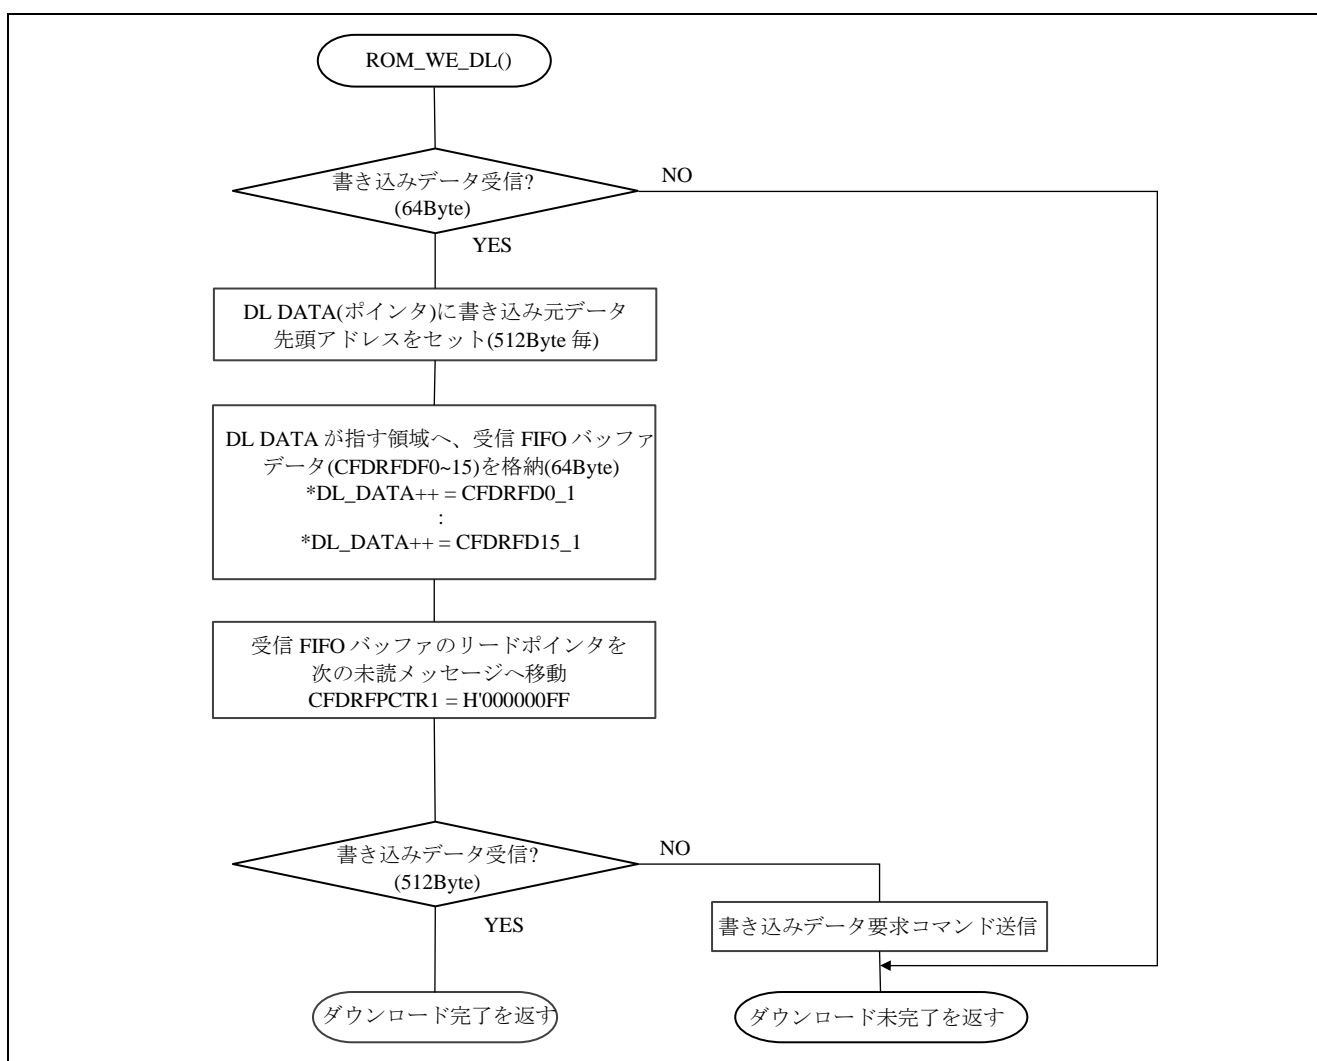 ROM_WE_DL()
書き込みデータ受信?
(64Byte)
NO
YES
DL DATA(ポインタ)に書き込み元データ
先頭アドレスをセット(512Byte 毎)
DL DATA が指す領域へ、受信 FIFO バッファ
データ(CFDRFDF0~15)を格納(64Byte)
*DL_DATA++ = CFDRFD0_1
:
*DL_DATA++ = CFDRFD15_1
受信 FIFO バッファのリードポインタを
次の未読メッセージへ移動
CFDRFPCTR1 = H'000000FF
書き込みデータ受信?
(512Byte)
NO
YES
書き込みデータ要求コマンド送信
ダウンロード完了を返す
ダウンロード未完了を返す